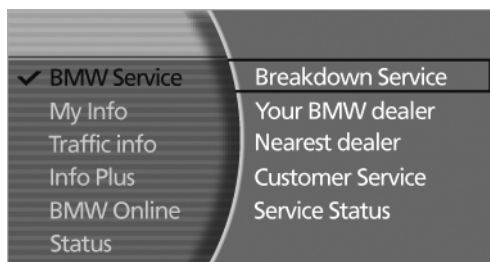 ✓ BMW Service
My Info
Traffic info
Info Plus
BMW Online
Status
Breakdown Service
Your BMW dealer
Nearest dealer
Customer Service
Service Status